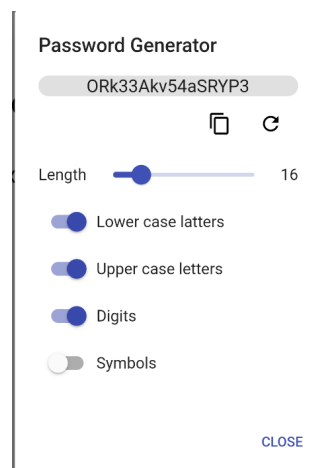 Password Generator
ORk33Akv54aSRYP3
Length 16
Lower case latters
Upper case letters
Digits
Symbols
CLOSE